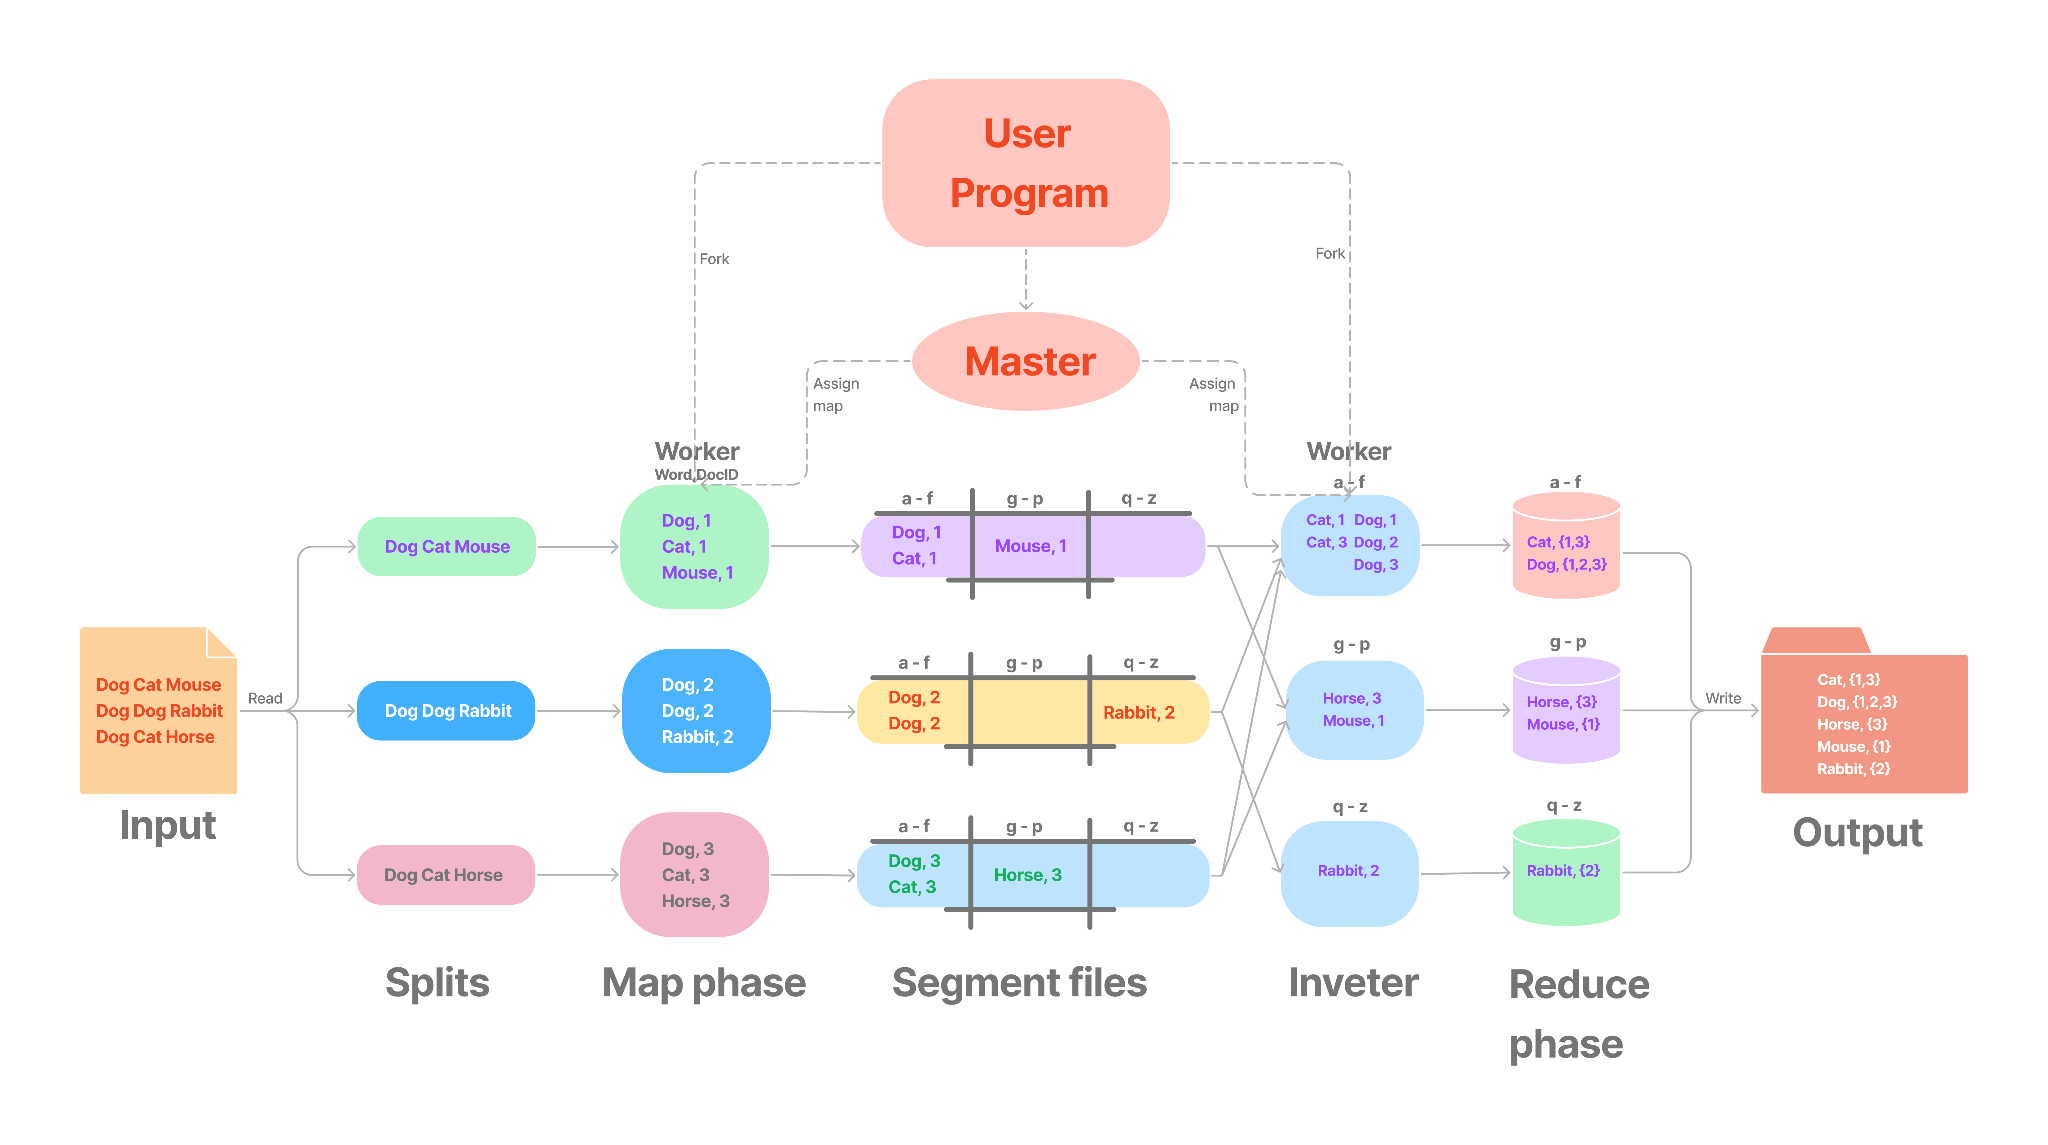 User
Program
Fork
Fork
Master
Assign
map
Assign
map
Worker
Word,DocID
Worker
Input
Dog Cat Mouse
Dog Dog Rabbit
Dog Cat Horse
Read
Dog Cat Mouse
Dog Dog Rabbit
Dog Cat Horse
Splits
Dog, 1
Cat, 1
Mouse, 1
Dog, 2
Dog, 2
Rabbit, 2
Dog, 3
Cat, 3
Horse, 3
Map phase
a - f g - p q - z
Dog, 1
Cat, 1
Mouse, 1
a - f g - p q - z
Dog, 2
Dog, 2
Rabbit, 2
a - f g - p q - z
Dog, 3
Cat, 3
Horse, 3
Segment files
a - f
Cat, 1 Dog, 1
Cat, 3 Dog, 2
Dog, 3
g - p
Horse, 3
Mouse, 1
q - z
Rabbit, 2
Inveter
a - f
Cat, {1,3}
Dog, {1,2,3}
g - p
Horse, {3}
Mouse, {1}
q - z
Rabbit, {2}
Reduce
phase
Write
Cat, {1,3}
Dog, {1,2,3}
Horse, {3}
Mouse, {1}
Rabbit, {2}
Output